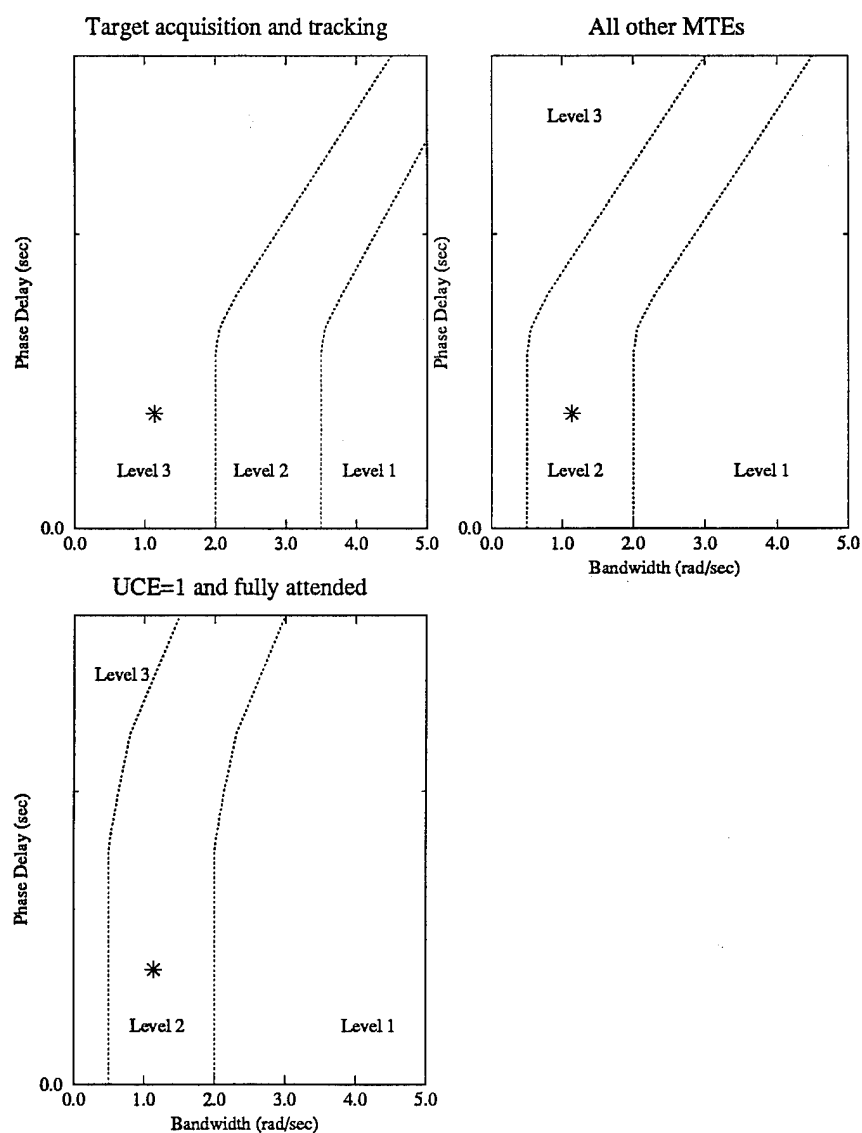 Target acquisition and tracking
Phase Delay (sec)
Level 3
Level 2
Level 1
0.0
0.0 1.0 2.0 3.0 4.0 5.0
All other MTEs
Phase Delay (sec)
Level 3
Level 2
Level 1
0.0
0.0 1.0 2.0 3.0 4.0 5.0
Bandwidth (rad/sec)
UCE=1 and fully attended
Phase Delay (sec)
Level 3
Level 2
Level 1
0.0
0.0 1.0 2.0 3.0 4.0 5.0
Bandwidth (rad/sec)